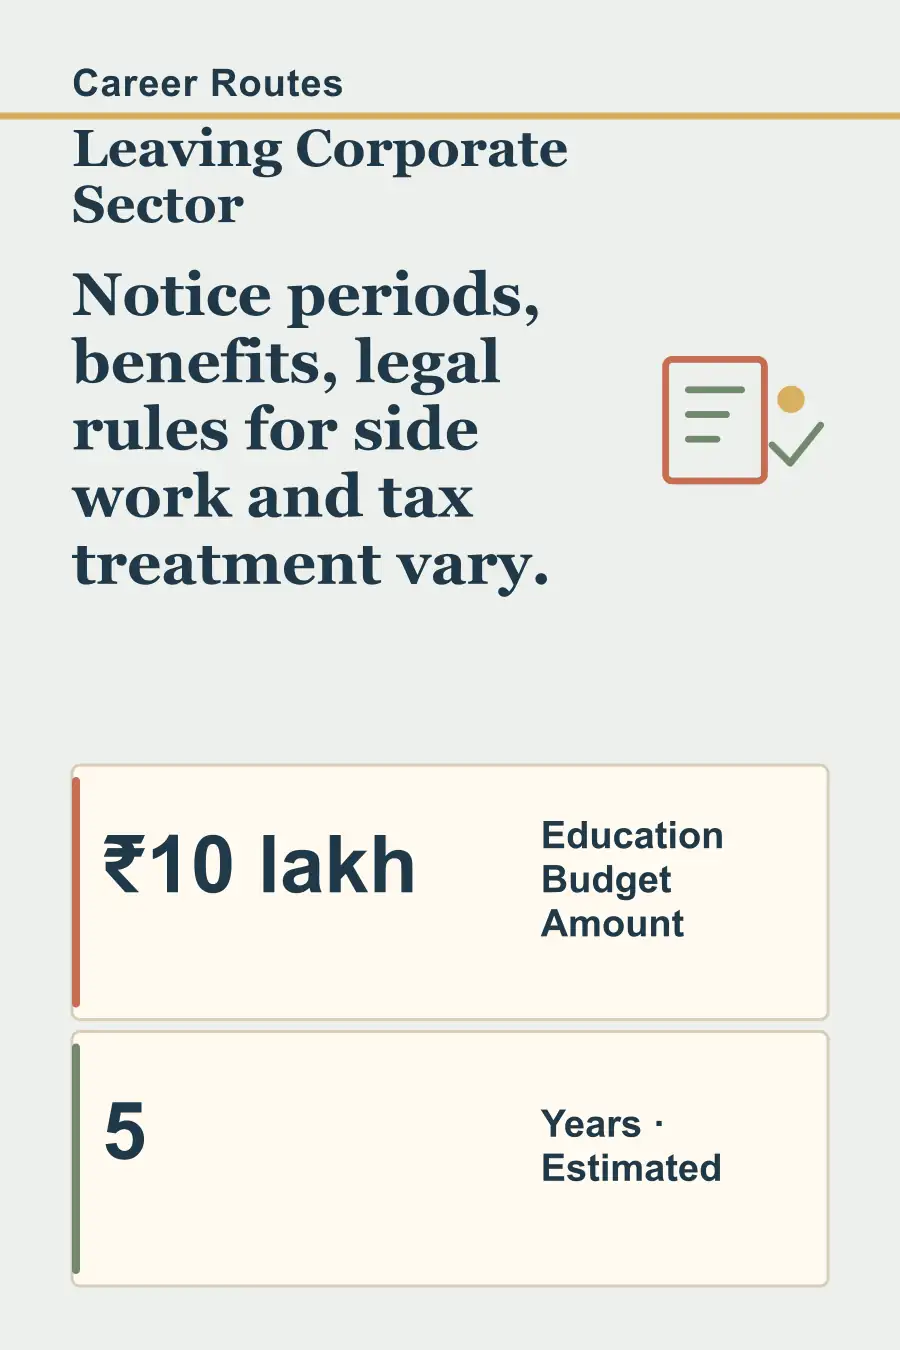 Career Routes
Leaving Corporate
Sector
Notice periods,
benefits, legal
rules for side
work and tax
treatment vary.
₹10 lakh
Education
Budget
Amount
5
Years ·
Estimated